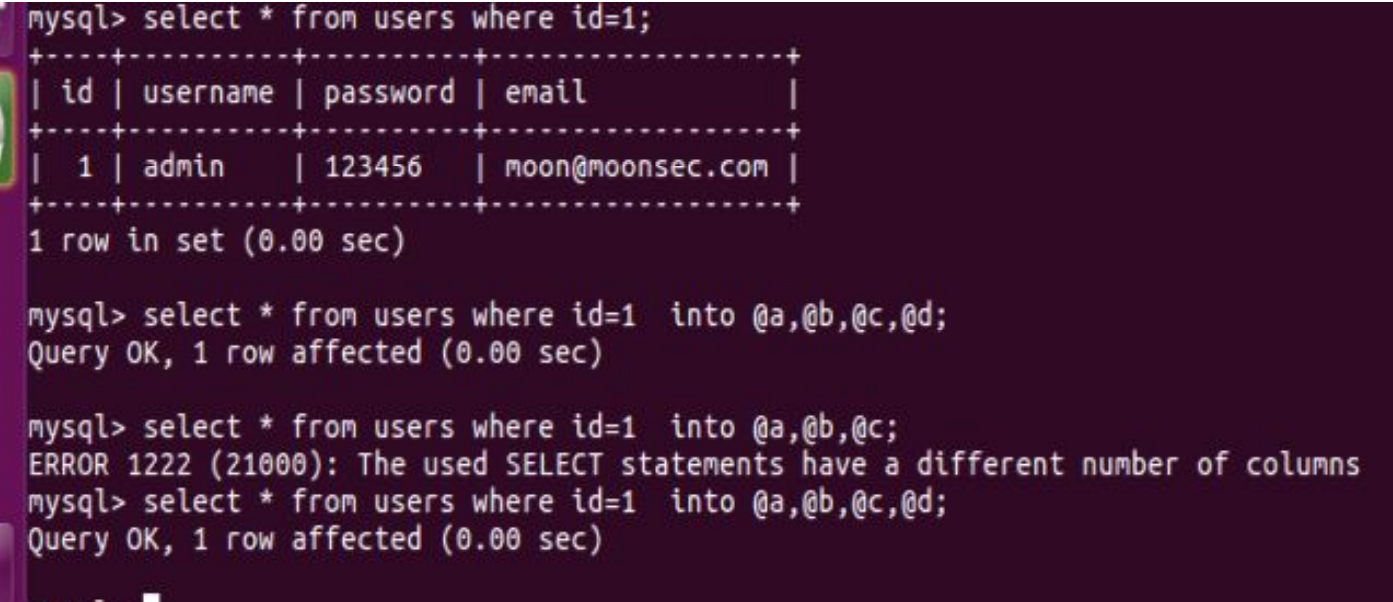 mysql> select * from users where id=1;
+----+----------+----------+------------------+
| id | username | password | email            |
+----+----------+----------+------------------+
|  1 | admin    | 123456   | moon@moonsec.com |
+----+----------+----------+------------------+
1 row in set (0.00 sec)
mysql> select * from users where id=1  into @a,@b,@c,@d;
Query OK, 1 row affected (0.00 sec)
mysql> select * from users where id=1  into @a,@b,@c;
ERROR 1222 (21000): The used SELECT statements have a different number of columns
mysql> select * from users where id=1  into @a,@b,@c,@d;
Query OK, 1 row affected (0.00 sec)